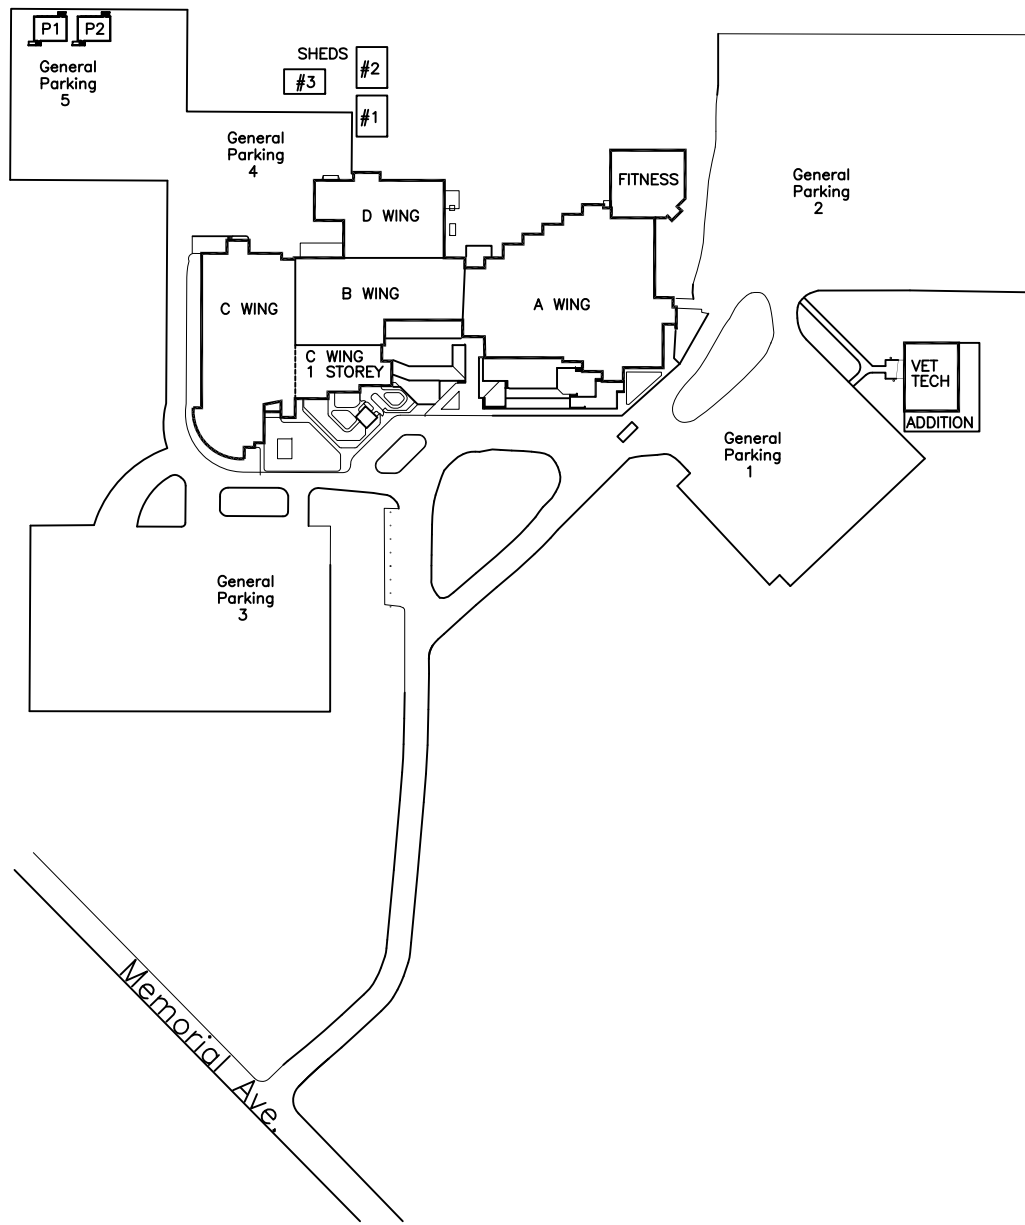 P1
P2
General
Parking
5
SHEDS
#2
#3
#1
General
Parking
4
FITNESS
General
Parking
2
D WING
B WING
C WING
A WING
C WING
1 STOREY
VET
TECH
ADDITION
General
Parking
1
General
Parking
3
Memorial Ave.